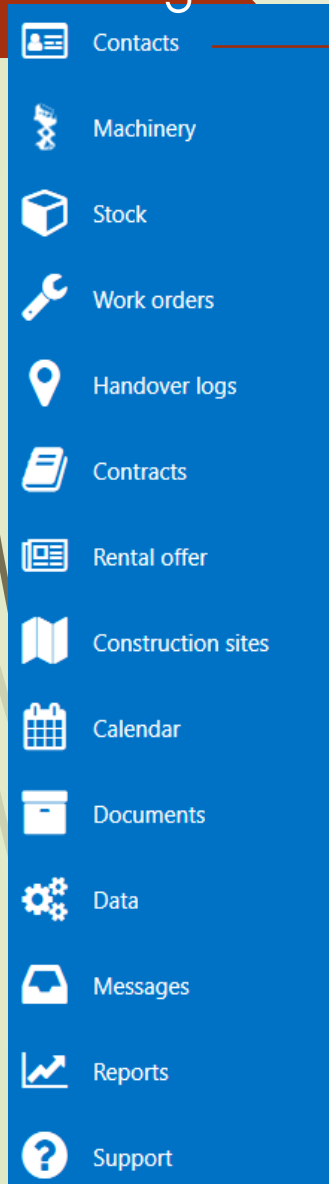 Contacts
Machinery
Stock
Work orders
Handover logs
Contracts
Rental offer
Construction sites
Calendar
Documents
Data
Messages
Reports
Support